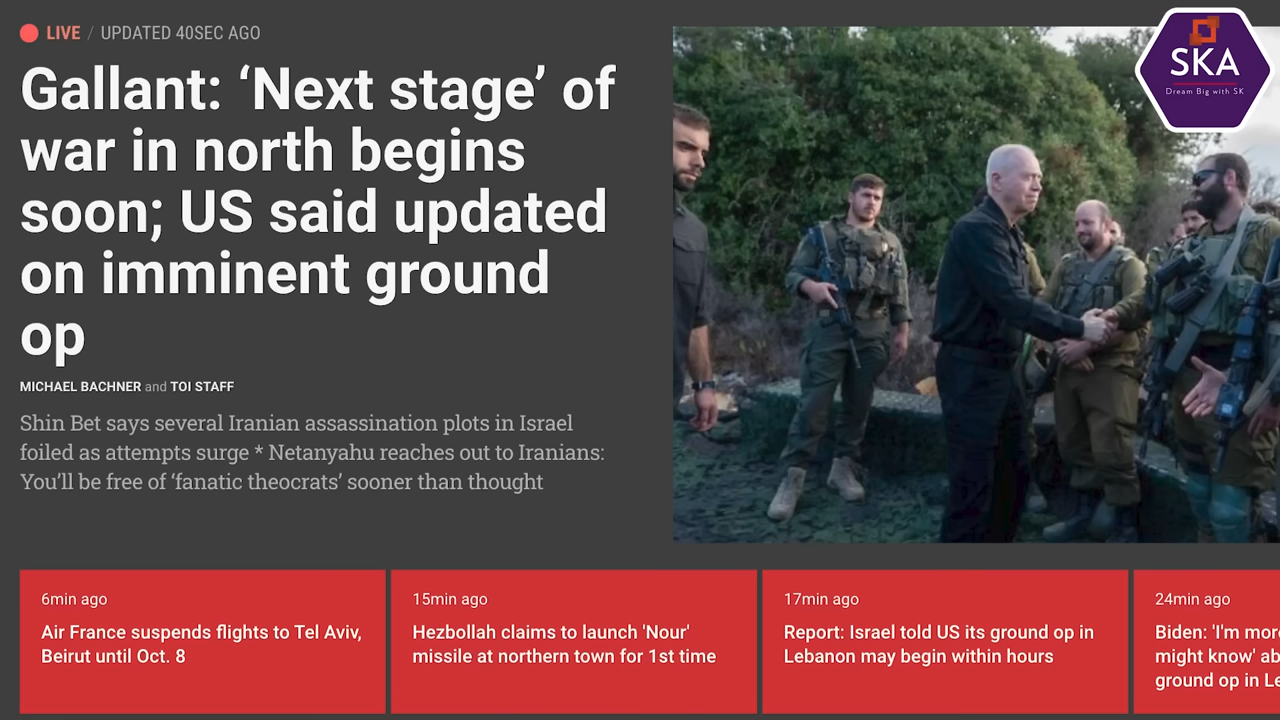 LIVE / UPDATED 40SEC AGO
Gallant: ‘Next stage’ of
war in north begins
soon; US said updated
on imminent ground
op
MICHAEL BACHNER and TOI STAFF
Shin Bet says several Iranian assassination plots in Israel
foiled as attempts surge * Netanyahu reaches out to Iranians:
You’ll be free of ‘fanatic theocrats’ sooner than thought
SKA
Dream Big with SK
6min ago
Air France suspends flights to Tel Aviv,
Beirut until Oct. 8
15min ago
Hezbollah claims to launch 'Nour'
missile at northern town for 1st time
17min ago
Report: Israel told US its ground op in
Lebanon may begin within hours
24min ago
Biden: 'I'm
might know'
ground op in